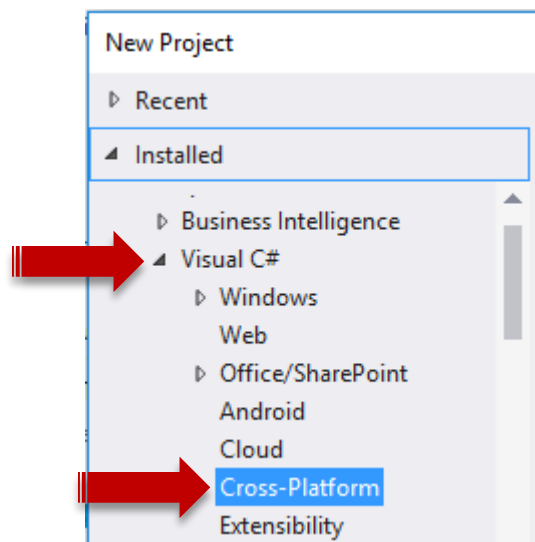 New Project
Recent
Installed
Business Intelligence
Visual C#
Windows
Web
Office/SharePoint
Android
Cloud
Cross-Platform
Extensibility